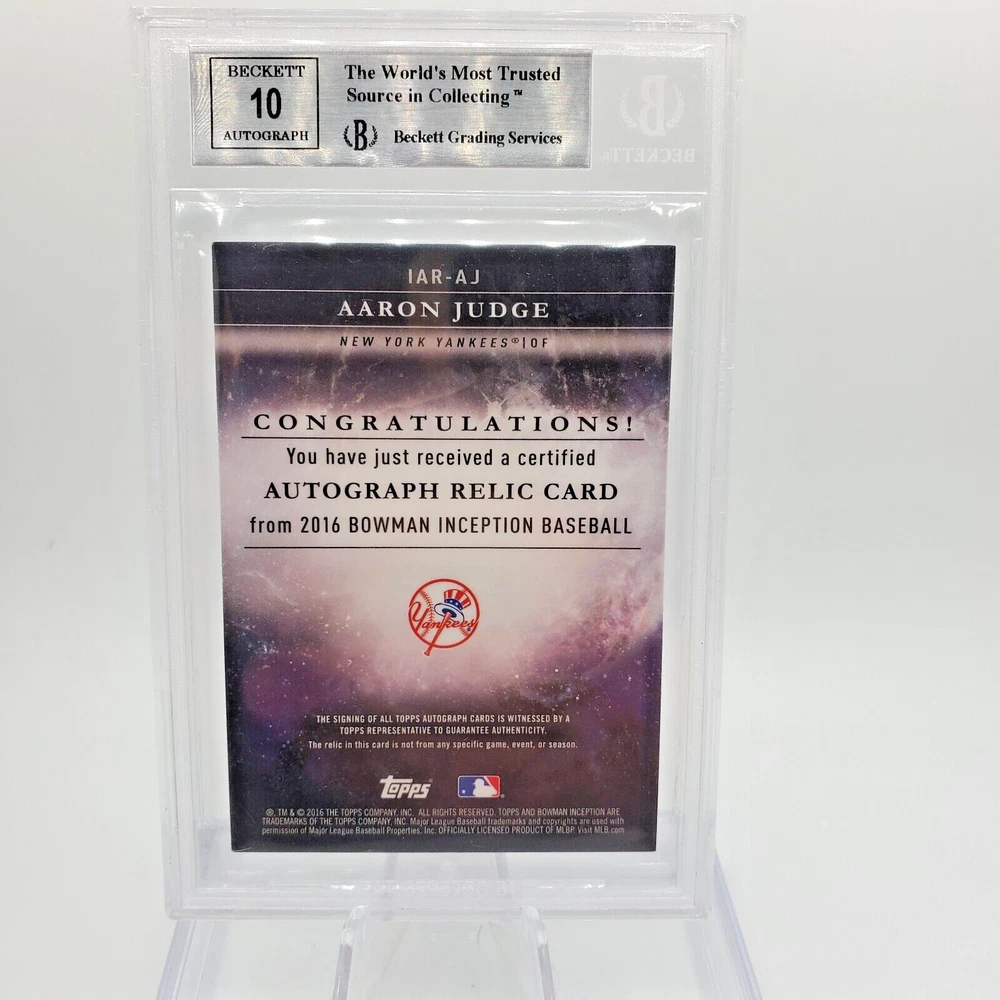 BECKETT
10
AUTOGRAPH
The World's Most Trusted
Source in Collecting™
B Beckett Grading Services
B
BECKETT
IAR-AJ
AARON JUDGE
NEW YORK YANKEES®|OF
CONGRATULATIONS!
You have just received a certified
AUTOGRAPH RELIC CARD
from 2016 BOWMAN INCEPTION BASEBALL
Yankees
THE SIGNING OF ALL TOPPS AUTOGRAPH CARDS IS WITNESSED BY A
TOPPS REPRESENTATIVE TO GUARANTEE AUTHENTICITY.
The relic in this card is not from any specific game, event, or season.
topps
®, TM & © 2016 THE TOPPS COMPANY, INC. ALL RIGHTS RESERVED. TOPPS AND BOWMAN INCEPTION ARE
TRADEMARKS OF THE TOPPS COMPANY, INC. Major League Baseball trademarks and copyrights are used with
permission of Major League Baseball Properties, Inc. OFFICIALLY LICENSED PRODUCT OF MLBP. Visit MLB.com